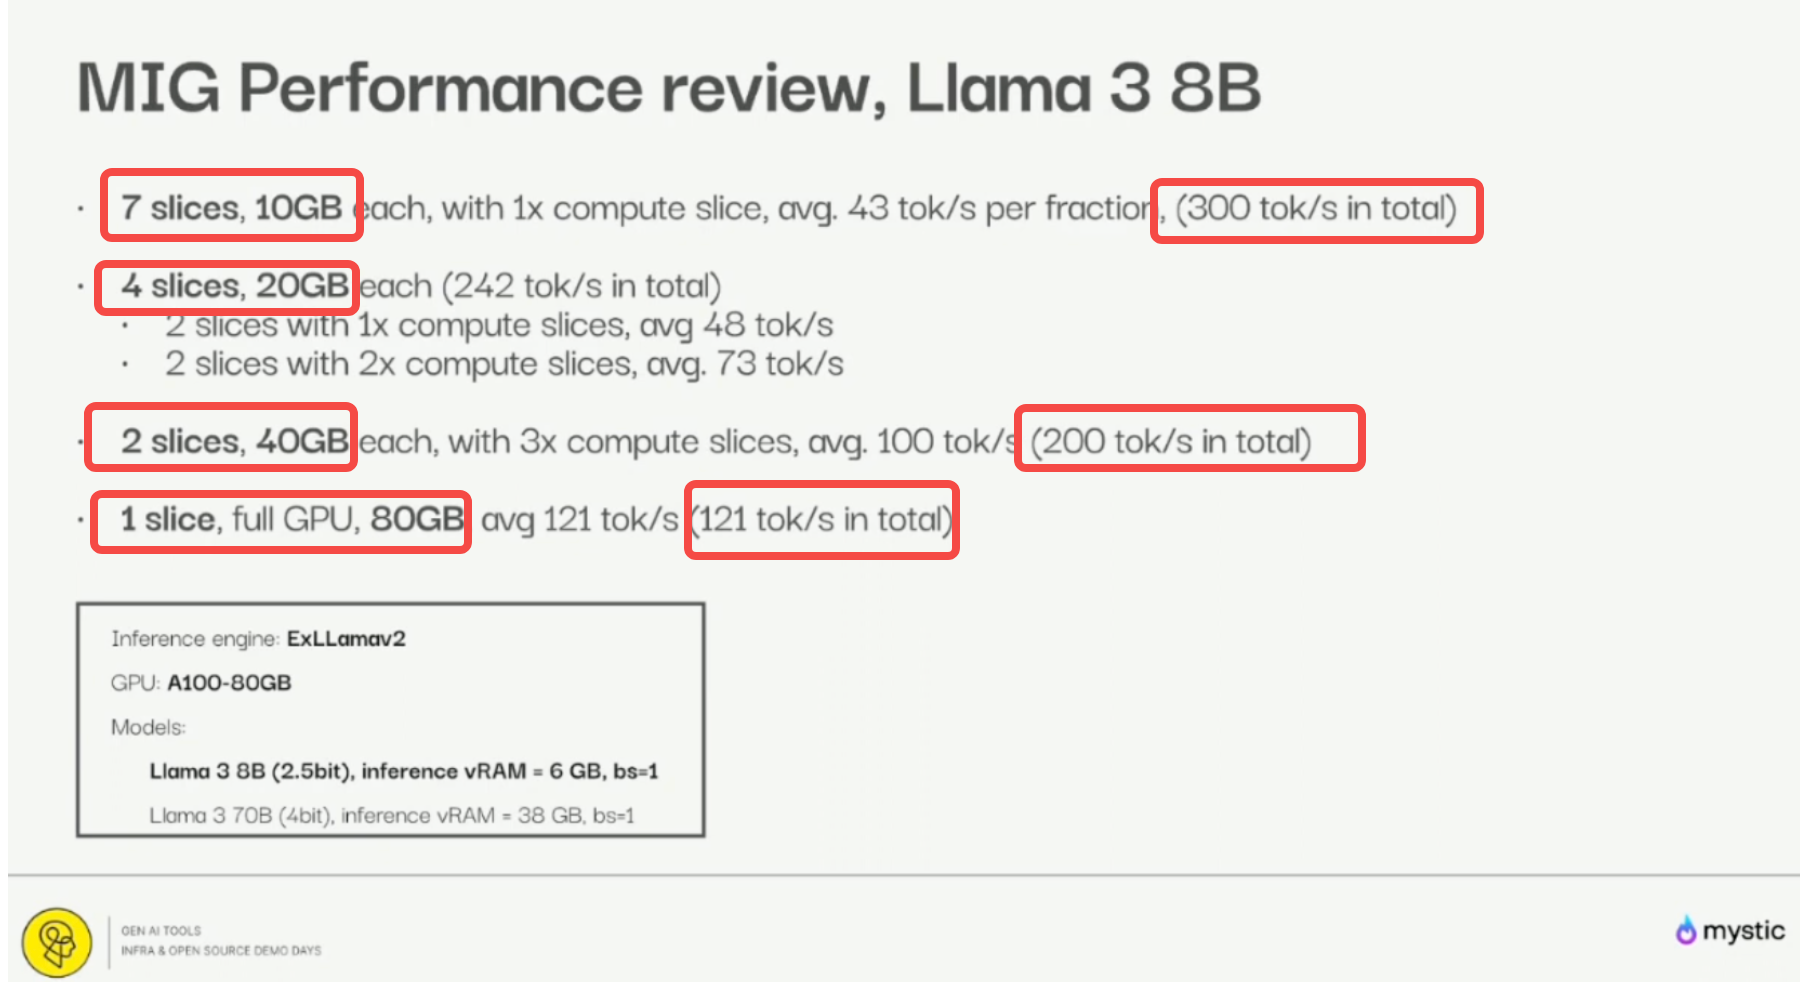 MIG Performance review, Llama 3 8B
· 7 slices, 10GB each, with 1x compute slice, avg. 43 tok/s per fraction, (300 tok/s in total)
· 4 slices, 20GB each (242 tok/s in total)
· 2 slices with 1x compute slices, avg 48 tok/s
· 2 slices with 2x compute slices, avg. 73 tok/s
· 2 slices, 40GB each, with 3x compute slices, avg. 100 tok/s (200 tok/s in total)
· 1 slice, full GPU, 80GB avg 121 tok/s (121 tok/s in total)
Inference engine: ExLLamav2
GPU: A100-80GB
Models:
Llama 3 8B (2.5bit), inference vRAM = 6 GB, bs=1
Llama 3 70B (4bit), inference vRAM = 38 GB, bs=1
GEN AI TOOLS
INFRA & OPEN SOURCE DEMO DAYS
mystic